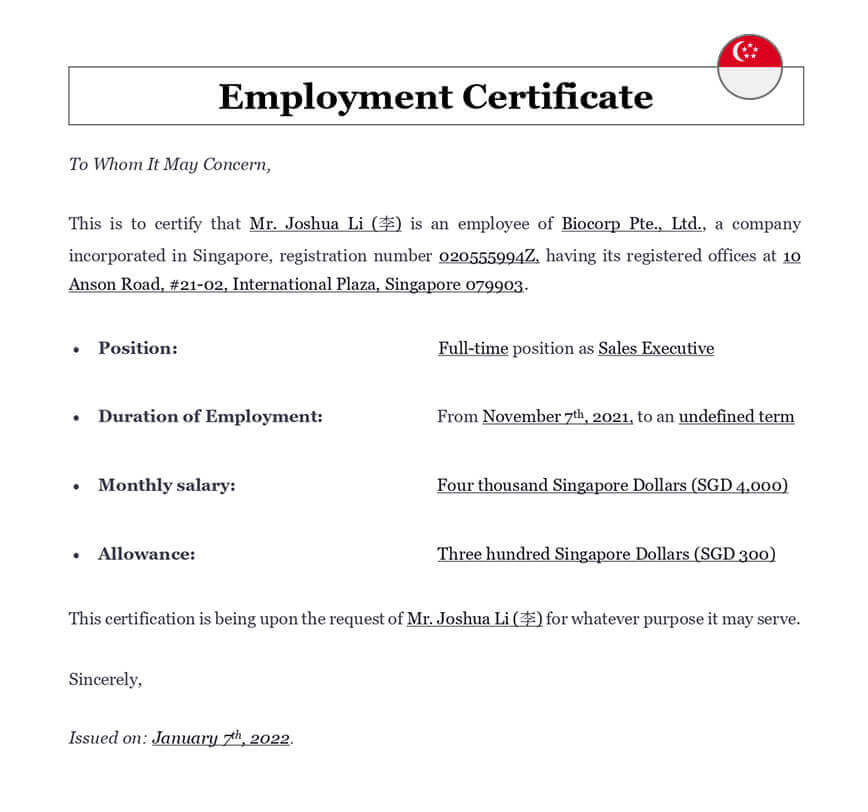 Employment Certificate
To Whom It May Concern,
This is to certify that Mr. Joshua Li (李) is an employee of Biocorp Pte., Ltd., a company
incorporated in Singapore, registration number 020555994Z, having its registered offices at 10
Anson Road, #21-02, International Plaza, Singapore 079903.
• Position: Full-time position as Sales Executive
• Duration of Employment: From November 7th, 2021, to an undefined term
• Monthly salary: Four thousand Singapore Dollars (SGD 4,000)
• Allowance: Three hundred Singapore Dollars (SGD 300)
This certification is being upon the request of Mr. Joshua Li (李) for whatever purpose it may serve.
Sincerely,
Issued on: January 7th, 2022.